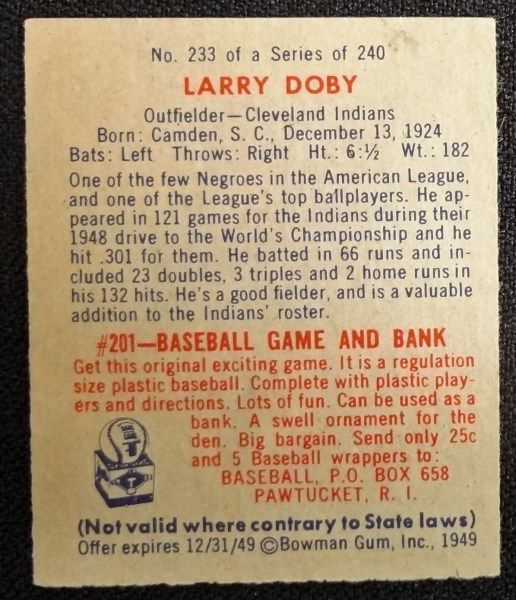 No. 233 of a Series of 240
LARRY DOBY
Outfielder—Cleveland Indians
Born: Camden, S. C., December 13, 1924
Bats: Left Throws: Right Ht.: 6:½ Wt.: 182
One of the few Negroes in the American League,
and one of the League's top ballplayers. He ap-
peared in 121 games for the Indians during their
1948 drive to the World's Championship and he
hit .301 for them. He batted in 66 runs and in-
cluded 23 doubles, 3 triples and 2 home runs in
his 132 hits. He's a good fielder, and is a valuable
addition to the Indians' roster.
#201—BASEBALL GAME AND BANK
Get this original exciting game. It is a regulation
size plastic baseball. Complete with plastic play-
ers and directions. Lots of fun. Can be used as a
bank. A swell ornament for the
den. Big bargain. Send only 25c
and 5 Baseball wrappers to:
BASEBALL, P.O. BOX 658
PAWTUCKET, R. I.
(Not valid where contrary to State laws)
Offer expires 12/31/49 ©Bowman Gum, Inc., 1949